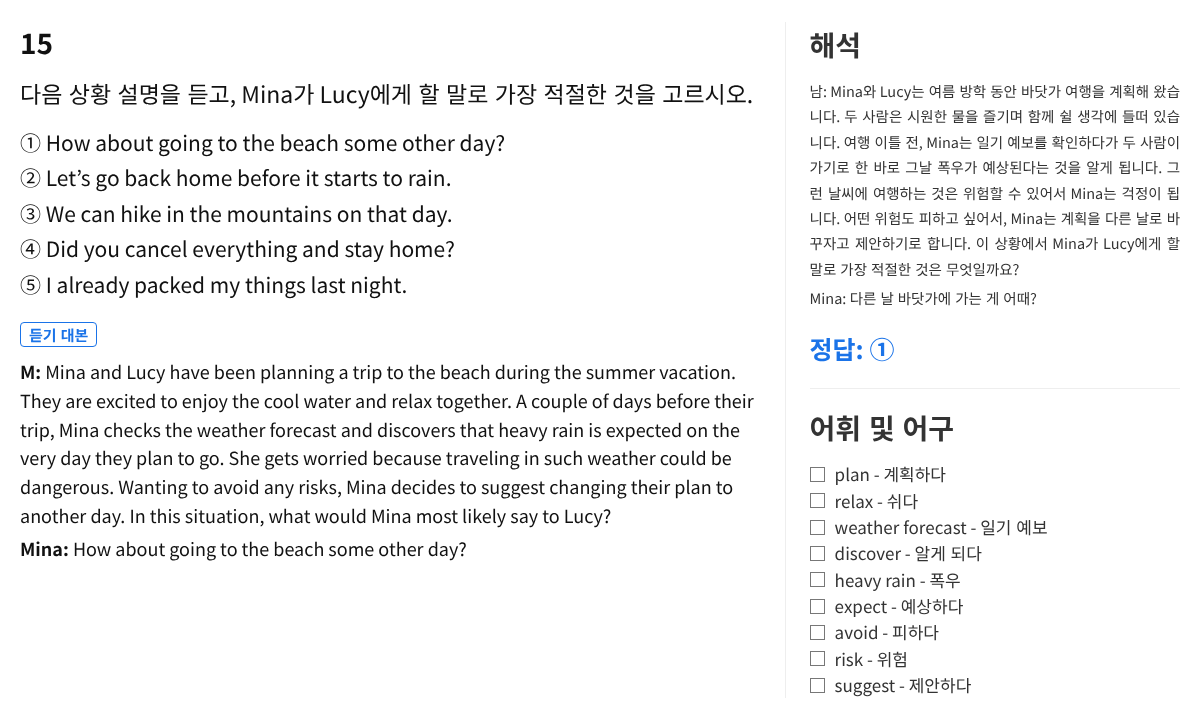 15
다음 상황 설명을 듣고, Mina가 Lucy에게 할 말로 가장 적절한 것을 고르시오.
① How about going to the beach some other day?
② Let’s go back home before it starts to rain.
③ We can hike in the mountains on that day.
④ Did you cancel everything and stay home?
⑤ I already packed my things last night.
듣기 대본
M: Mina and Lucy have been planning a trip to the beach during the summer vacation.
They are excited to enjoy the cool water and relax together. A couple of days before their
trip, Mina checks the weather forecast and discovers that heavy rain is expected on the
very day they plan to go. She gets worried because traveling in such weather could be
dangerous. Wanting to avoid any risks, Mina decides to suggest changing their plan to
another day. In this situation, what would Mina most likely say to Lucy?
Mina: How about going to the beach some other day?
해석
남: Mina와 Lucy는 여름 방학 동안 바닷가 여행을 계획해 왔습
니다. 두 사람은 시원한 물을 즐기며 함께 쉴 생각에 들떠 있습
니다. 여행 이틀 전, Mina는 일기 예보를 확인하다가 두 사람이
가기로 한 바로 그날 폭우가 예상된다는 것을 알게 됩니다. 그
런 날씨에 여행하는 것은 위험할 수 있어서 Mina는 걱정이 됩
니다. 어떤 위험도 피하고 싶어서, Mina는 계획을 다른 날로 바
꾸자고 제안하기로 합니다. 이 상황에서 Mina가 Lucy에게 할
말로 가장 적절한 것은 무엇일까요?
Mina: 다른 날 바닷가에 가는 게 어때?
정답: ①
어휘 및 어구
□ plan - 계획하다
□ relax - 쉬다
□ weather forecast - 일기 예보
□ discover - 알게 되다
□ heavy rain - 폭우
□ expect - 예상하다
□ avoid - 피하다
□ risk - 위험
□ suggest - 제안하다